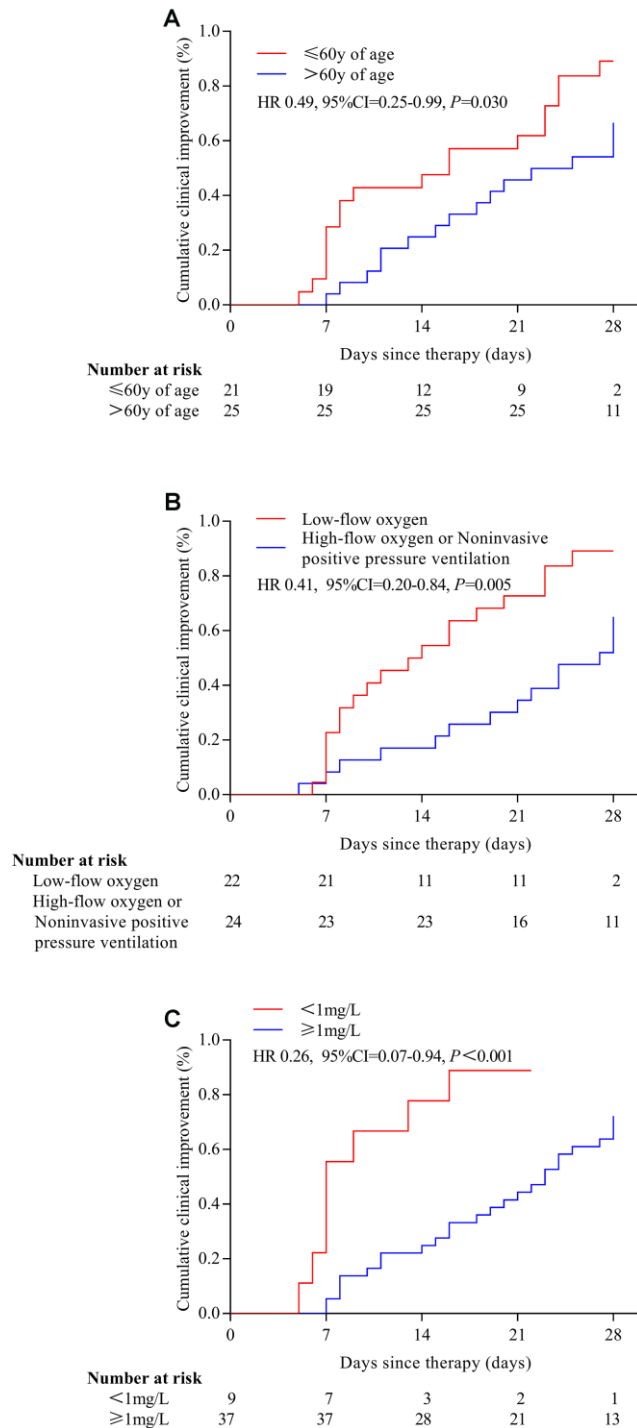 A
≤60y of age
>60y of age
HR 0.49, 95%CI=0.25-0.99, P=0.030
Cumulative clinical improvement (%)
1.0
0.8
0.6
0.4
0.2
0.0
0 7 14 21 28
Days since therapy (days)
Number at risk
≤60y of age 21 19 12 9 2
>60y of age 25 25 25 25 11
B
Low-flow oxygen
High-flow oxygen or Noninvasive
positive pressure ventilation
HR 0.41, 95%CI=0.20-0.84, P=0.005
Cumulative clinical improvement (%)
1.0
0.8
0.6
0.4
0.2
0.0
0 7 14 21 28
Days since therapy (days)
Number at risk
Low-flow oxygen 22 21 11 11 2
High-flow oxygen or
Noninvasive positive 24 23 23 16 11
pressure ventilation
C
<1mg/L
≥1mg/L
HR 0.26, 95%CI=0.07-0.94, P<0.001
Cumulative clinical improvement (%)
1.0
0.8
0.6
0.4
0.2
0.0
0 7 14 21 28
Days since therapy (days)
Number at risk
<1mg/L 9 7 3 2 1
≥1mg/L 37 37 28 21 13